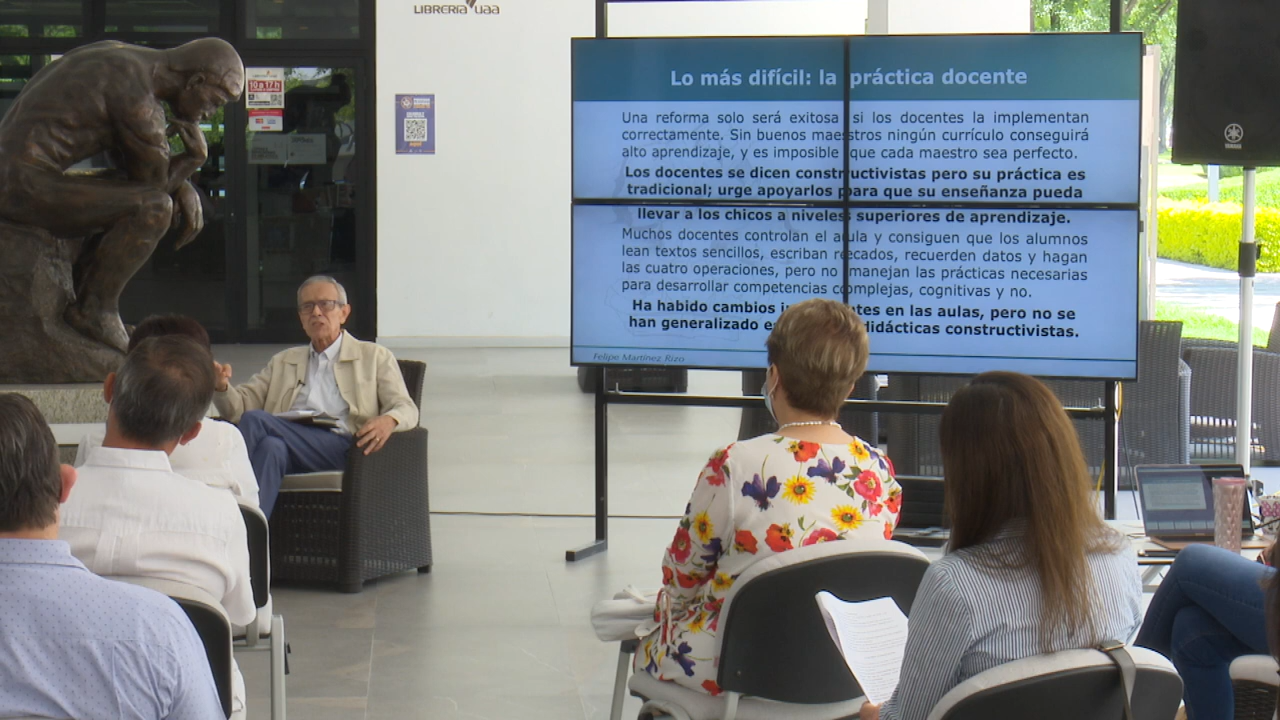 LIBRERÍA UAA
10 a 17 h
Lo más difícil: la práctica docente
Una reforma solo será exitosa si los docentes la implementan
correctamente. Sin buenos maestros ningún currículo conseguirá
alto aprendizaje, y es imposible que cada maestro sea perfecto.
Los docentes se dicen constructivistas pero su práctica es
tradicional; urge apoyarlos para que su enseñanza pueda
llevar a los chicos a niveles superiores de aprendizaje.
Muchos docentes controlan el aula y consiguen que los alumnos
lean textos sencillos, escriban recados, recuerden datos y hagan
las cuatro operaciones, pero no manejan las prácticas necesarias
para desarrollar competencias complejas, cognitivas y no.
Ha habido cambios en las aulas, pero no se
han generalizado didácticas constructivistas.
Felipe Martínez Rizo
YAMAHA